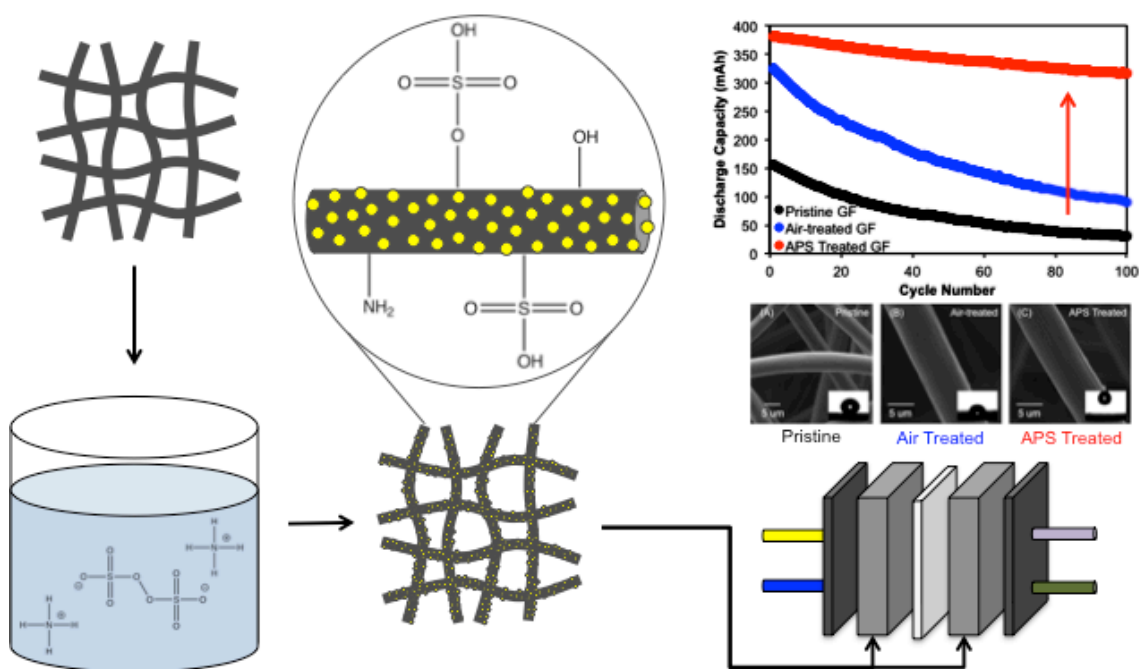 OH
O S O
O
OH
NH2
O S O
OH
H
H N⊕ H
H
O
⊖O S O O
O S O⊖
O O
H
H N⊕ H
H
Discharge Capacity (mAh)
400
350
300
250
200
150
100
50
0
Pristine GF
Air-treated GF
APS Treated GF
0 20 40 60 80 100
Cycle Number
(A) Pristine
5 um
(B) Air-treated
5 um
(C) APS Treated
5 um
Pristine
Air Treated
APS Treated